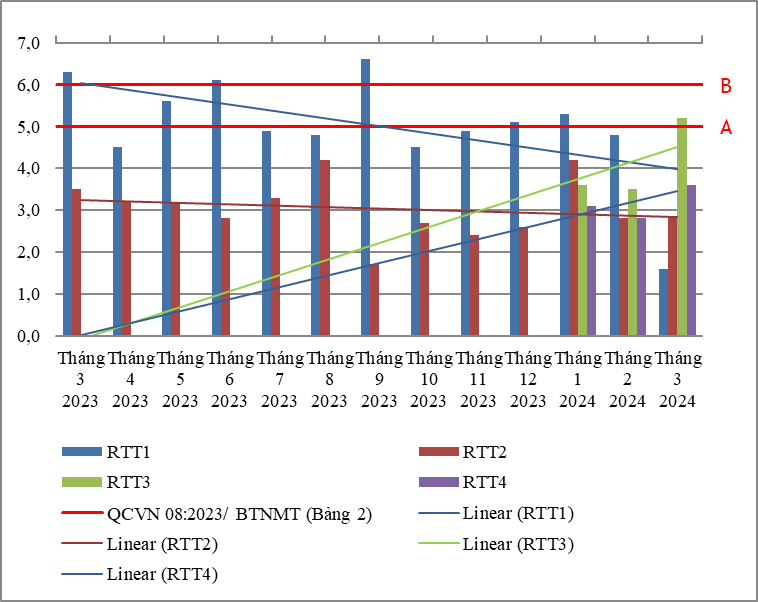 7,0
6,0
B
5,0
A
4,0
3,0
2,0
1,0
0,0
Tháng Tháng Tháng Tháng Tháng Tháng Tháng Tháng Tháng Tháng Tháng Tháng Tháng
3 4 5 6 7 8 9 10 11 12 1 2 3
2023 2023 2023 2023 2023 2023 2023 2023 2023 2023 2024 2024 2024
RTT1 RTT2
RTT3 RTT4
QCVN 08:2023/ BTNMT (Bảng 2) Linear (RTT1)
Linear (RTT2) Linear (RTT3)
Linear (RTT4)